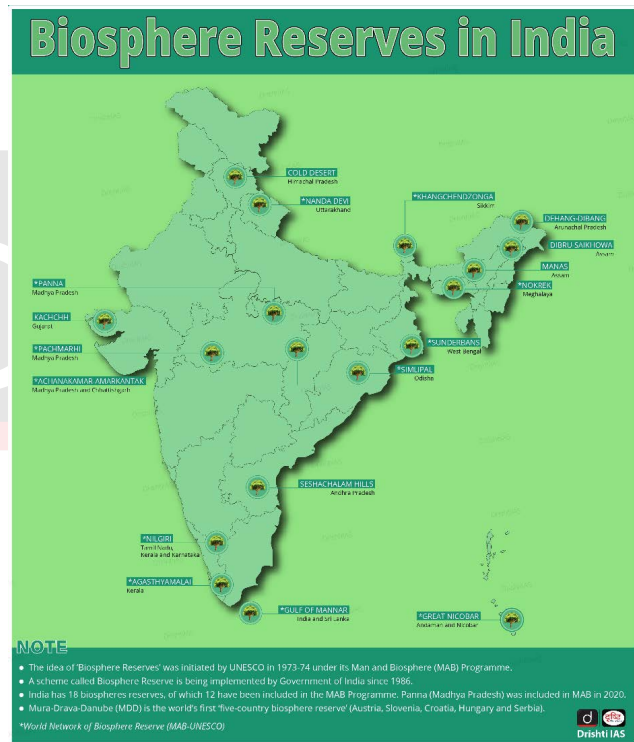 Biosphere Reserves in India
COLD DESERT
Himachal Pradesh
*NANDA DEVI
Uttarakhand
*KHANGCHENDZONGA
Sikkim
DEHANG-DIBANG
Arunachal Pradesh
DIBRU SAIKHOWA
Assam
MANAS
Assam
*NOKREK
Meghalaya
*PANNA
Madhya Pradesh
KACHCHH
Gujarat
*PACHMARHI
Madhya Pradesh
*ACHANAKAMAR-AMARKANTAK
Madhya Pradesh and Chhattishgarh
*SUNDERBANS
West Bengal
*SIMLIPAL
Odisha
SESHACHALAM HILLS
Andhra Pradesh
*NILGIRI
Tamil Nadu,
Kerala and Karnataka
*AGASTHYAMALAI
Kerala
*GULF OF MANNAR
India and Sri Lanka
*GREAT NICOBAR
Andaman and Nicobar
NOTE
● The idea of 'Biosphere Reserves' was initiated by UNESCO in 1973-74 under its Man and Biosphere (MAB) Programme.
● A scheme called Biosphere Reserve is being implemented by Government of India since 1986.
● India has 18 biospheres reserves, of which 12 have been included in the MAB Programme. Panna (Madhya Pradesh) was included in MAB in 2020.
● Mura-Drava-Danube (MDD) is the world's first 'five-country biosphere reserve' (Austria, Slovenia, Croatia, Hungary and Serbia).
*World Network of Biosphere Reserve (MAB-UNESCO)
Drishti IAS